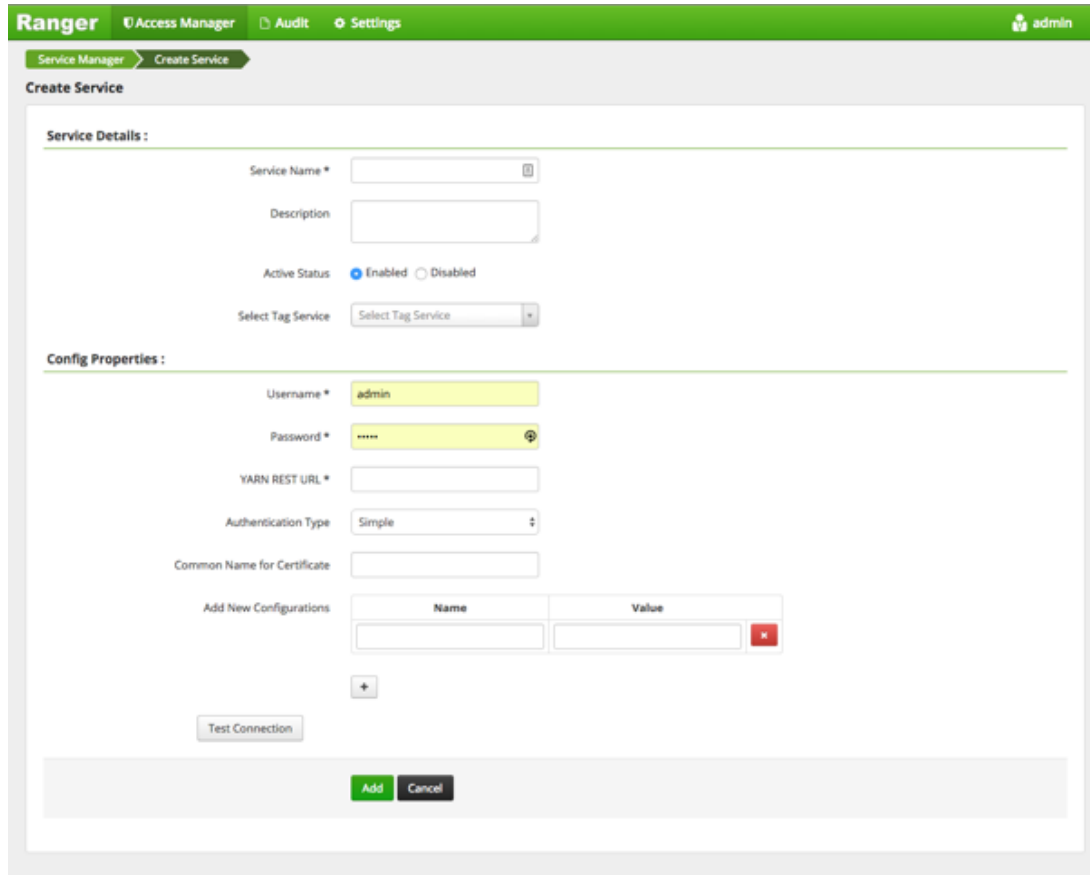 Ranger Access Manager Audit Settings admin
Service Manager Create Service
Create Service
Service Details :
Service Name *
Description
Active Status Enabled Disabled
Select Tag Service Select Tag Service
Config Properties :
Username * admin
Password * •••••
YARN REST URL *
Authentication Type Simple
Common Name for Certificate
Add New Configurations Name Value
x
+
Test Connection
Add Cancel